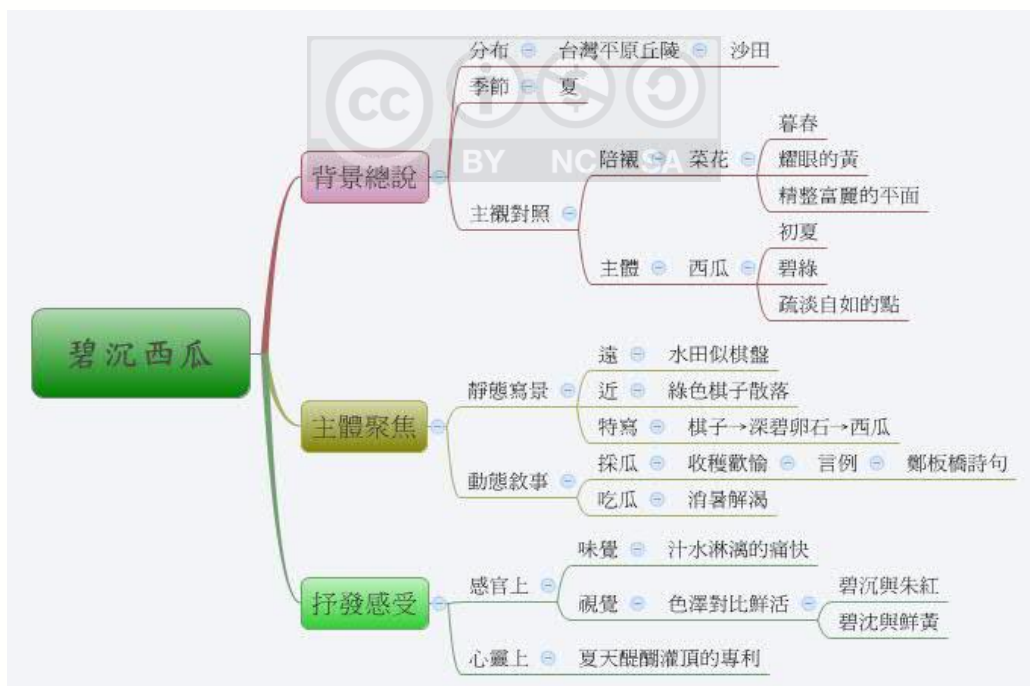 碧沉西瓜
背景總說
分布
台灣平原丘陵
沙田
季節
夏
主襯對照
陪襯
菜花
暮春
耀眼的黃
精整富麗的平面
主體
西瓜
初夏
碧綠
疏淡自如的點
主體聚焦
靜態寫景
遠
水田似棋盤
近
綠色棋子散落
特寫
棋子→深碧卵石→西瓜
動態敘事
採瓜
收穫歡愉
言例
鄭板橋詩句
吃瓜
消暑解渴
抒發感受
感官上
味覺
汁水淋漓的痛快
視覺
色澤對比鮮活
碧沉與朱紅
碧沈與鮮黃
心靈上
夏天醍醐灌頂的專利
cc
BY NC SA